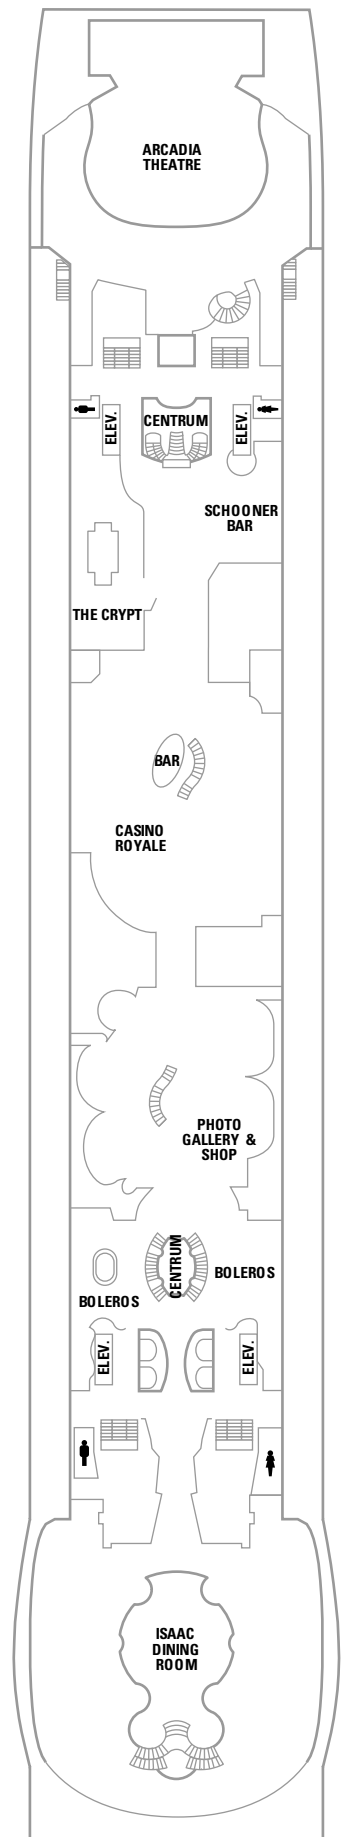 ARCADIA
THEATRE
ELEV.
CENTRUM
ELEV.
SCHOONER
BAR
THE CRYPT
BAR
CASINO
ROYALE
PHOTO
GALLERY &
SHOP
CENTRUM
BOLEROS
BOLEROS
ELEV.
ELEV.
ISAAC
DINING
ROOM